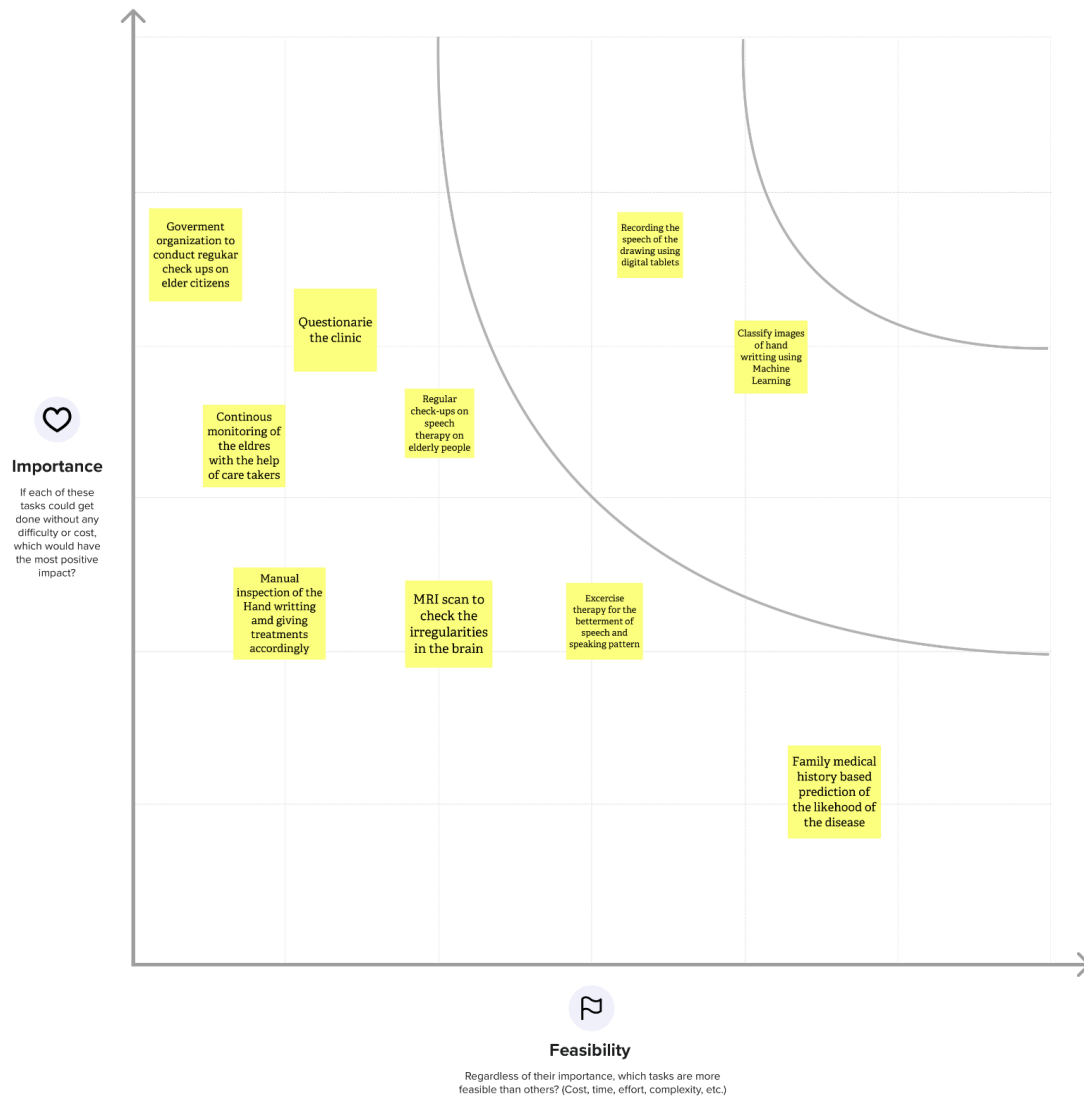 Goverment
organization to
conduct regukar
check ups on
elder citizens
Recording the
speech of the
drawing using
digital tablets
Questionarie
the clinic
Classify images
of hand
writting using
Machine
Learning
Regular
check-ups on
speech
therapy on
elderly people
Continous
monitoring of
the eldres
with the help
of care takers
Importance
If each of these
tasks could get
done without any
difficulty or cost,
which would have
the most positive
impact?
Manual
inspection of the
Hand writting
amd giving
treatments
accordingly
MRI scan to
check the
irregularities
in the brain
Excercise
therapy for the
betterment of
speech and
speaking pattern
Family medical
history based
prediction of
the likehood of
the disease
Feasibility
Regardless of their importance, which tasks are more
feasible than others? (Cost, time, effort, complexity, etc.)